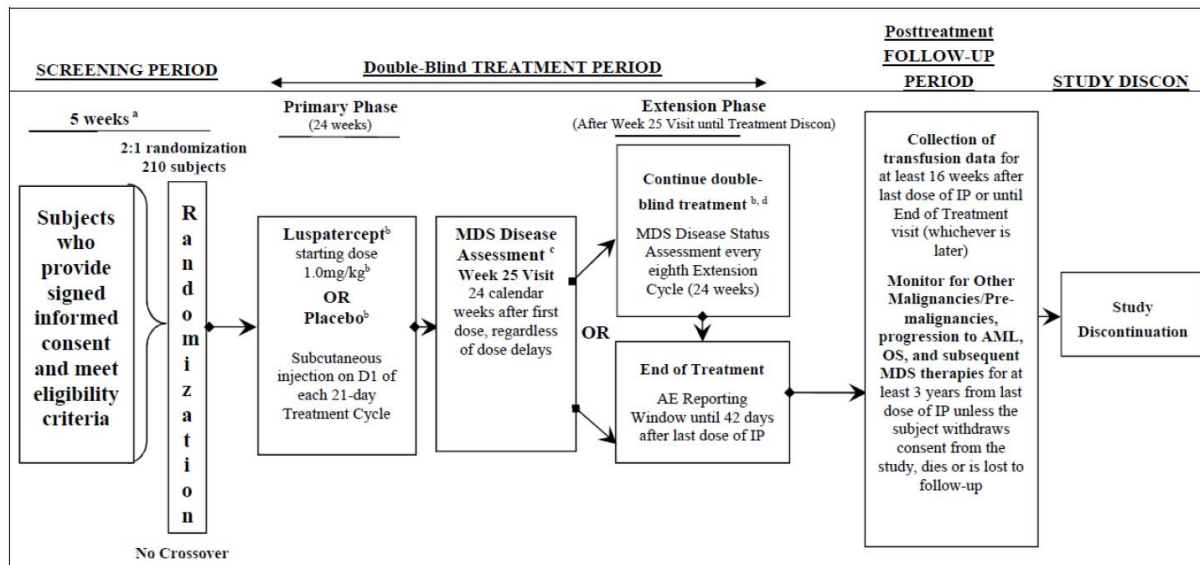 SCREENING PERIOD
Double-Blind TREATMENT PERIOD
Posttreatment
FOLLOW-UP
PERIOD
STUDY DISCON
5 weeks a
2:1 randomization
210 subjects
Subjects
who
provide
signed
informed
consent
and meet
eligibility
criteria
R
a
n
d
o
m
i
z
a
t
i
o
n
No Crossover
Primary Phase
(24 weeks)
Luspatercept b
starting dose
1.0mg/kg b
OR
Placebo b
Subcutaneous
injection on D1 of
each 21-day
Treatment Cycle
MDS Disease
Assessment c
Week 25 Visit
24 calendar
weeks after first
dose, regardless
of dose delays
OR
Extension Phase
(After Week 25 Visit until Treatment Discon)
Continue double-
blind treatment b, d
MDS Disease Status
Assessment every
eighth Extension
Cycle (24 weeks)
End of Treatment
AE Reporting
Window until 42 days
after last dose of IP
Collection of
transfusion data for
at least 16 weeks after
last dose of IP or until
End of Treatment
visit (whichever is
later)
Monitor for Other
Malignancies/Pre-
malignancies,
progression to AML,
OS, and subsequent
MDS therapies for at
least 3 years from last
dose of IP unless the
subject withdraws
consent from the
study, dies or is lost to
follow-up
Study
Discontinuation